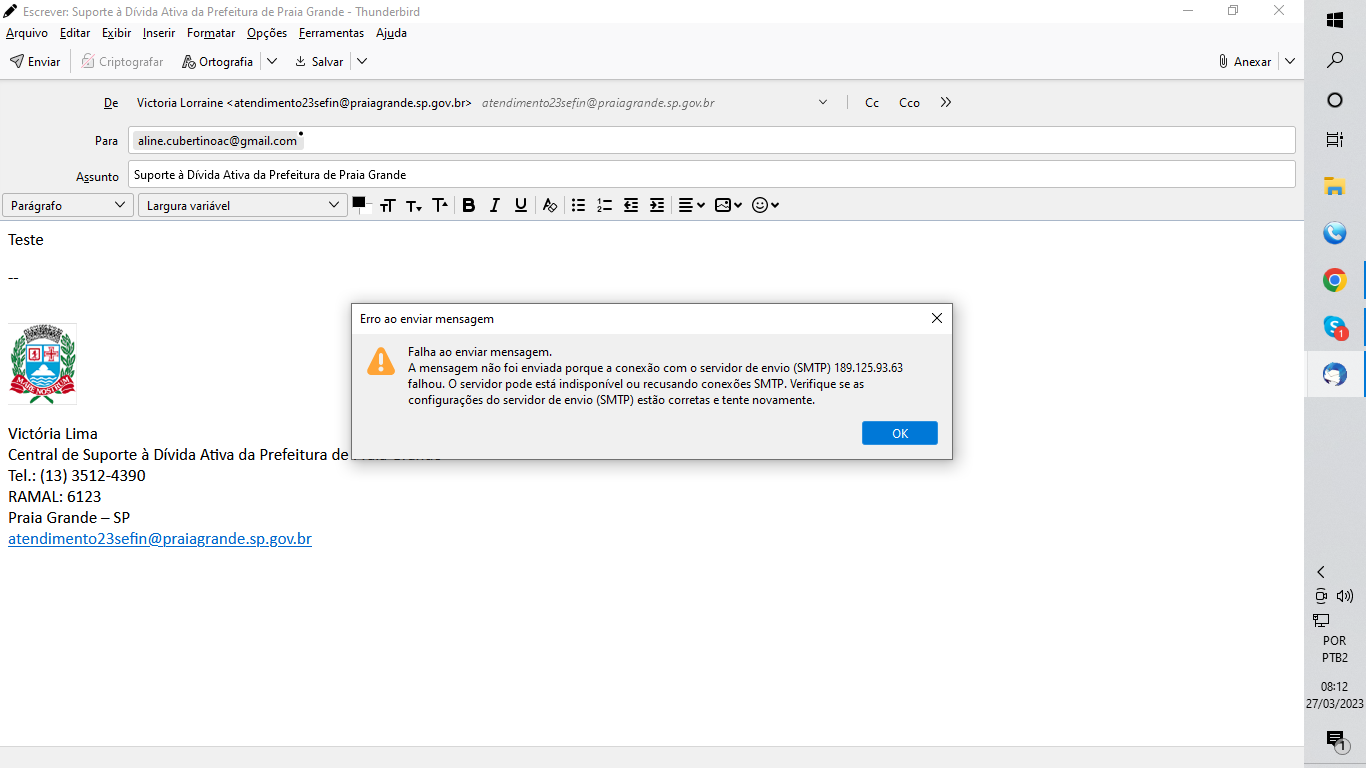 Escrever: Suporte à Dívida Ativa da Prefeitura de Praia Grande - Thunderbird
Arquivo Editar Exibir Inserir Formatar Opções Ferramentas Ajuda
Enviar Criptografar Ortografia Salvar Anexar
De Victoria Lorraine <atendimento23sefin@praiagrande.sp.gov.br> atendimento23sefin@praiagrande.sp.gov.br Cc Cco
Para aline.cubertinoac@gmail.com
Assunto Suporte à Dívida Ativa da Prefeitura de Praia Grande
Parágrafo Largura variável
Teste
--
Erro ao enviar mensagem
Falha ao enviar mensagem.
A mensagem não foi enviada porque a conexão com o servidor de envio (SMTP) 189.125.93.63
falhou. O servidor pode está indisponível ou recusando conexões SMTP. Verifique se as
configurações do servidor de envio (SMTP) estão corretas e tente novamente.
OK
Victória Lima
Central de Suporte à Dívida Ativa da Prefeitura de
Tel.: (13) 3512-4390
RAMAL: 6123
Praia Grande – SP
atendimento23sefin@praiagrande.sp.gov.br
1
POR
PTB2
08:12
27/03/2023
1